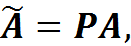 Ã = PA,